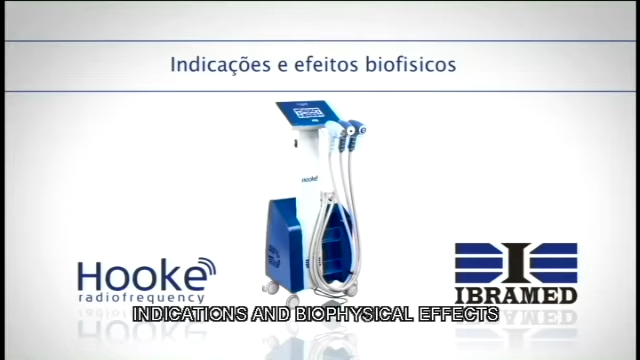 Indicações e efeitos biofisicos
Hooke
Hooke
radiofrequency
IBRAMED
INDICATIONS AND BIOPHYSICAL EFFECTS